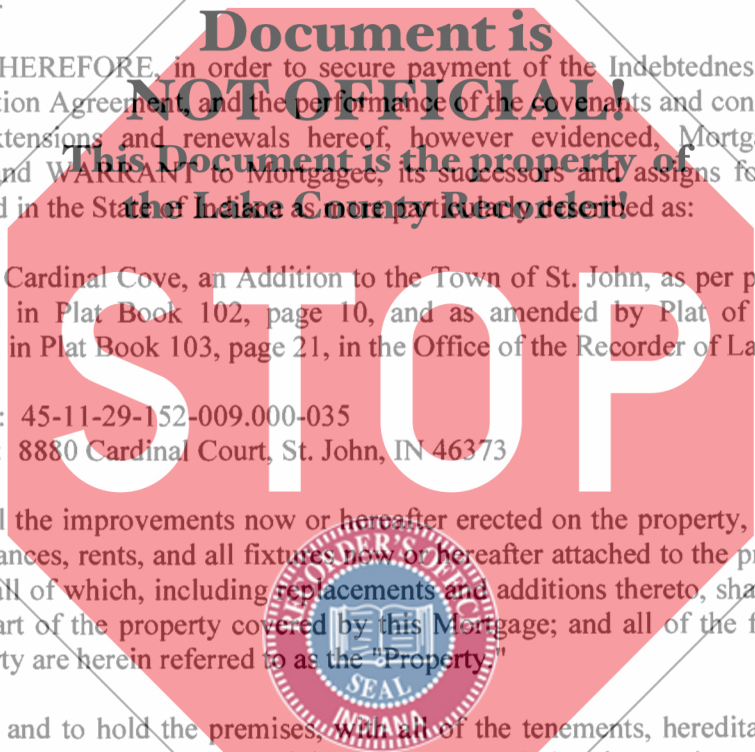 Document is
HEREFORE, in order to secure payment of the Indebtednes
NOT OFFICIAL!
tion Agreement, and the performance of the covenants and con
xtensions and renewals hereof, however evidenced, Mortga
This Document is the property of
nd WARRANT to Mortgagee, its successors and assigns fo
the Lake County Recorder!
d in the State of Indiana as more particularly described as:
Cardinal Cove, an Addition to the Town of St. John, as per p
in Plat Book 102, page 10, and as amended by Plat of
in Plat Book 103, page 21, in the Office of the Recorder of La
STOP
: 45-11-29-152-009.000-035
: 8880 Cardinal Court, St. John, IN 46373
l the improvements now or hereafter erected on the property,
ances, rents, and all fixtures now or hereafter attached to the p
all of which, including replacements and additions thereto, sha
art of the property covered by this Mortgage; and all of the f
ty are herein referred to as the "Property."
RECORDER'S OFFICE
SEAL
INDIANA
and to hold the premises, with all of the tenements, heredita